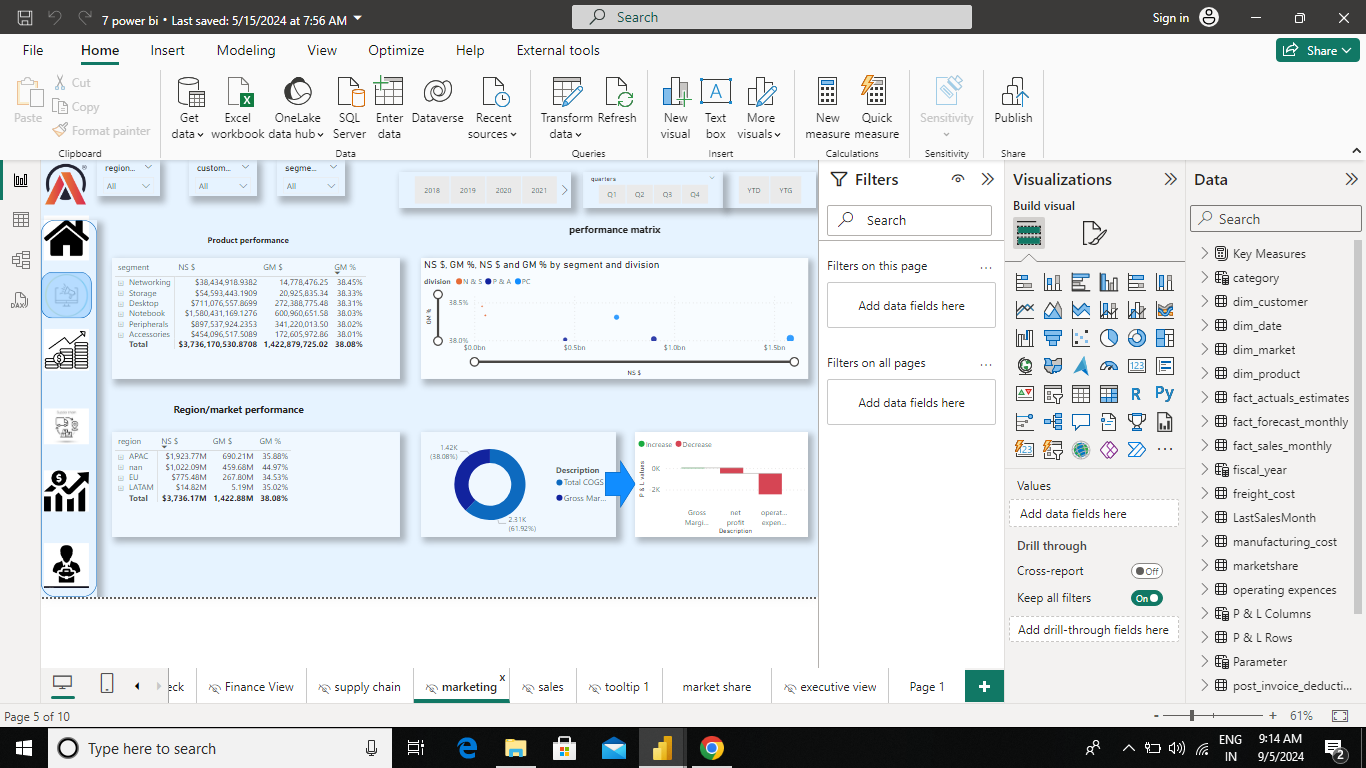 7 power bi • Last saved: 5/15/2024 at 7:56 AM
Search
Sign in
File Home Insert Modeling View Optimize Help External tools
Share
Paste
Cut
Copy
Format painter
Clipboard
Get data
Excel workbook
OneLake data hub
SQL Server
Enter data
Dataverse
Recent sources
Data
Transform data
Refresh
Queries
New visual
Text box
More visuals
Insert
New measure
Quick measure
Calculations
Sensitivity
Sensitivity
Publish
Share
region... custom... segme...
All All All
2018 2019 2020 2021
quarters
Q1 Q2 Q3 Q4
YTD YTG
Product performance
performance matrix
segment NS $ GM $ GM %
Networking $38,434,918.9382 14,778,476.25 38.45%
Storage $54,593,443.1909 20,925,835.34 38.33%
Desktop $711,076,557.8699 272,388,775.48 38.31%
Notebook $1,580,431,169.1276 600,960,651.58 38.03%
Peripherals $897,537,924.2353 341,220,013.50 38.02%
Accessories $454,096,517.5089 172,605,972.86 38.01%
Total $3,736,170,530.8708 1,422,879,725.02 38.08%
NS $, GM %, NS $ and GM % by segment and division
division N & S P & A PC
GM %
38.5%
38.0%
$0.0bn $0.5bn $1.0bn $1.5bn
NS $
Region/market performance
region NS $ GM $ GM %
APAC $1,923.77M 690.21M 35.88%
nan $1,022.09M 459.68M 44.97%
EU $775.48M 267.80M 34.53%
LATAM $14.82M 5.19M 35.02%
Total $3,736.17M 1,422.88M 38.08%
1.42K
(38.08%)
2.31K
(61.92%)
Description
Total COGS
Gross Mar...
Increase Decrease
P & L values
0K
2K
Gross Margi...
net profit
operat... expen...
Description
Filters
Search
Filters on this page ...
Add data fields here
Filters on all pages ...
Add data fields here
Visualizations
Build visual
123
R
Py
123
...
Values
Add data fields here
Drill through
Cross-report Off
Keep all filters On
Add drill-through fields here
Data
Search
Key Measures
category
dim_customer
dim_date
dim_market
dim_product
fact_actuals_estimates
fact_forecast_monthly
fact_sales_monthly
fiscal_year
freight_cost
LastSalesMonth
manufacturing_cost
marketshare
operating expences
P & L Columns
P & L Rows
Parameter
post_invoice_deducti...
DAX
eck Finance View supply chain marketing x sales tooltip 1 market share executive view Page 1 +
Page 5 of 10
- + 61%
Type here to search
ENG
IN
9:14 AM
9/5/2024
2